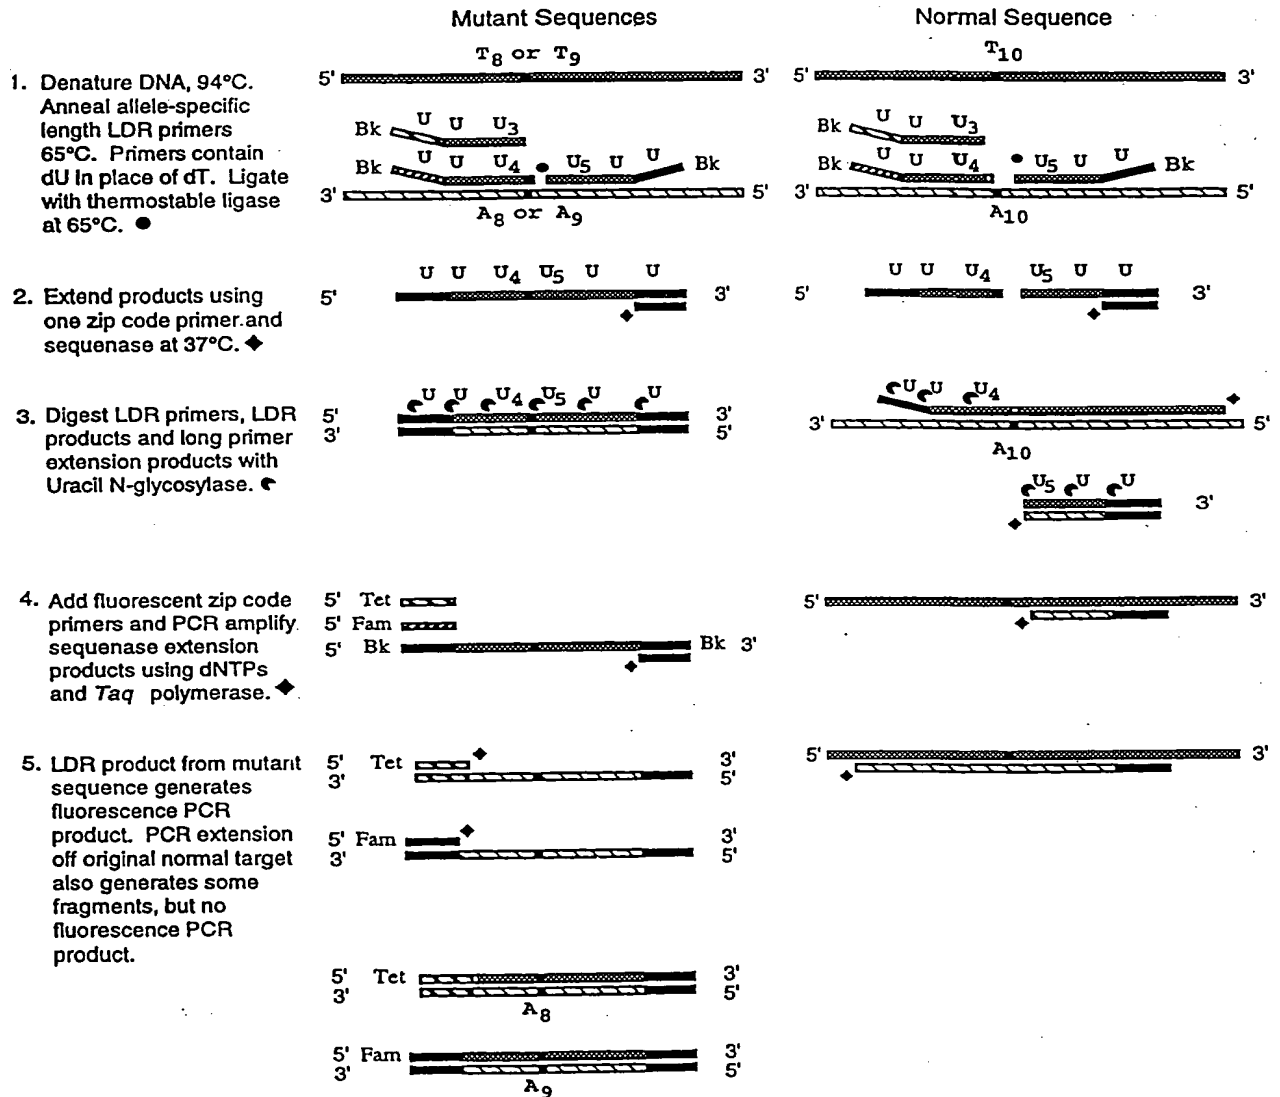 Mutant Sequences
Normal Sequence
T8 or T9
T10
1. Denature DNA, 94°C.
Anneal allele-specific
length LDR primers
65°C. Primers contain
dU in place of dT. Ligate
with thermostable ligase
at 65°C. ●
5' 3' 5' 3'
Bk U U U3
Bk U U U3
Bk U U U4 ● U5 U U Bk
Bk U U U4 ● U5 U U Bk
3' 5' 3' 5'
A8 or A9
A10
2. Extend products using
one zip code primer and
sequenase at 37°C. ✦
U U U4 U5 U U
U U U4 U5 U U
5' 3' 5' 3'
3. Digest LDR primers, LDR
products and long primer
extension products with
Uracil N-glycosylase.
U U U4 U5 U U
U U U4
5' 3'
3' 5'
3' 5'
A10
U5 U U
3'
4. Add fluorescent zip code
primers and PCR amplify
sequenase extension
products using dNTPs
and Taq polymerase. ✦
5' Tet
5' Fam
5' Bk Bk 3'
5' 3'
5. LDR product from mutant
sequence generates
fluorescence PCR
product. PCR extension
off original normal target
also generates some
fragments, but no
fluorescence PCR
product.
5' Tet 3'
3' 5'
5' 3'
5' Fam 3'
3' 5'
5' Tet 3'
3' 5'
A8
5' Fam 3'
3' 5'
A9